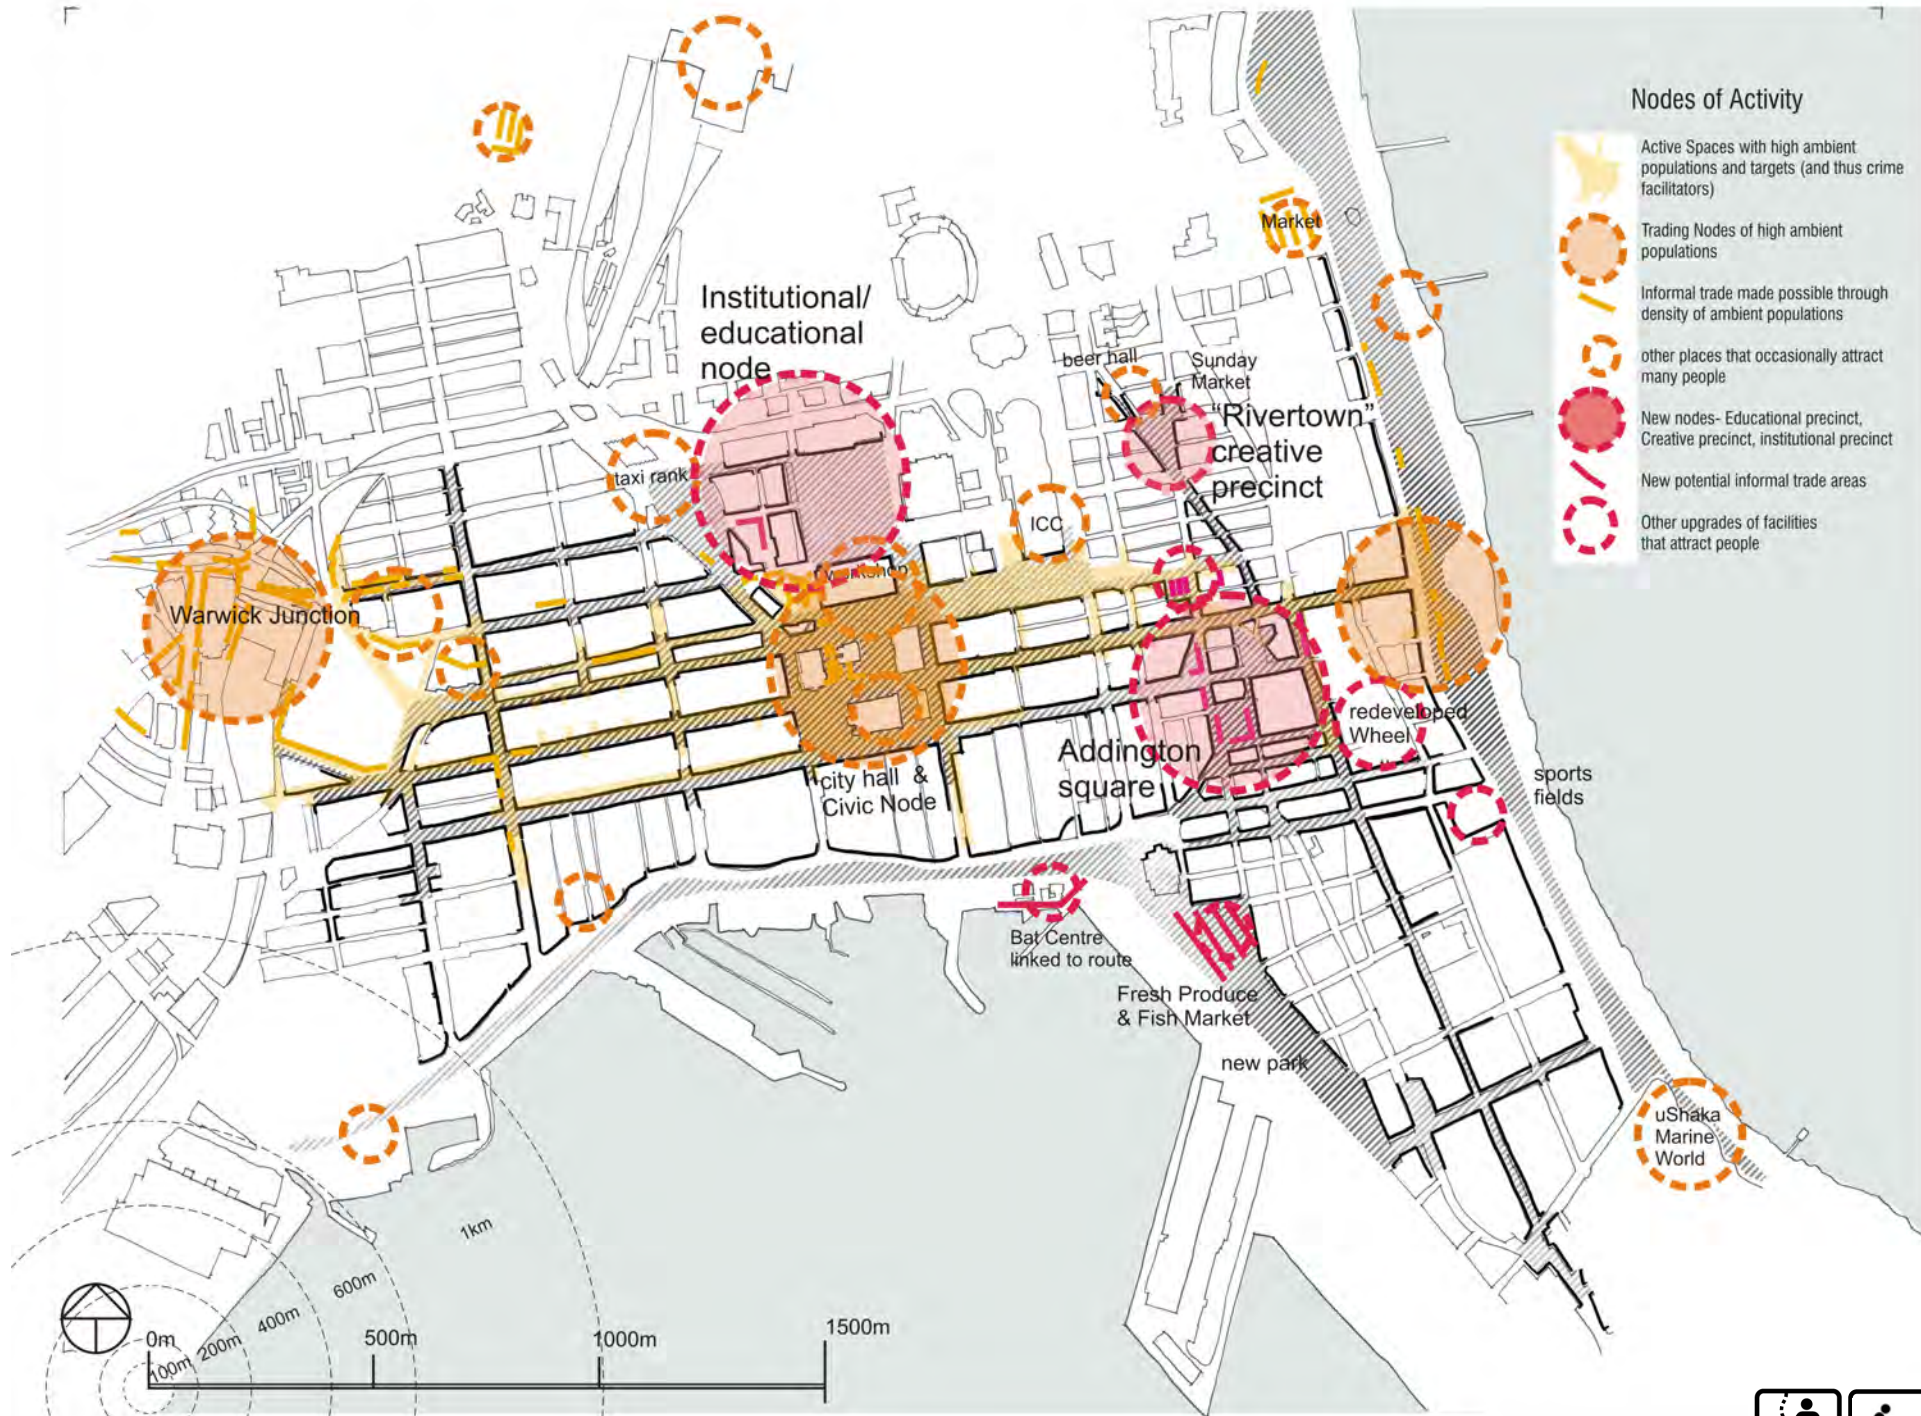 Nodes of Activity
Active Spaces with high ambient
populations and targets (and thus crime
facilitators)
Trading Nodes of high ambient
populations
Informal trade made possible through
density of ambient populations
other places that occasionally attract
many people
New nodes- Educational precinct,
Creative precinct, institutional precinct
New potential informal trade areas
Other upgrades of facilities
that attract people
Market
Institutional/
educational
node
beer hall
Sunday
Market
"Rivertown"
creative
precinct
taxi rank
ICC
workshop
Warwick Junction
redeveloped
Wheel
Addington
square
city hall &
Civic Node
sports
fields
Bat Centre
linked to route
Fresh Produce
& Fish Market
new park
uShaka
Marine
World
1km
600m
400m
200m
100m
0m
500m
1000m
1500m